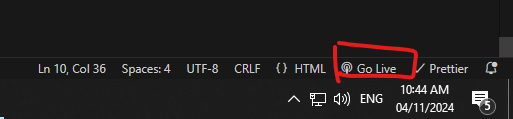 Ln 10, Col 36 Spaces: 4 UTF-8 CRLF {} HTML Go Live Prettier
10:44 AM
ENG
04/11/2024
5